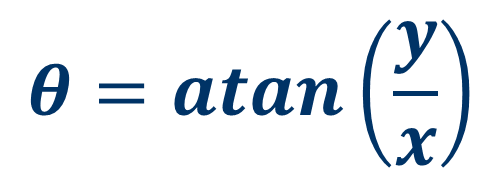 θ = atan(y/x)